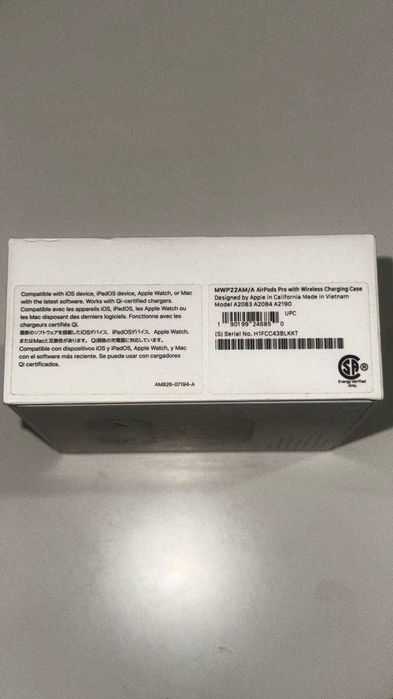 Compatible with iOS device, iPadOS device, Apple Watch, or Mac
with the latest software. Works with Qi-certified chargers.
Compatible avec les appareils iOS, iPadOS, les Apple Watch ou
les Mac disposant des derniers logiciels. Fonctionne avec les
chargeurs certifiés Qi.
最新のソフトウェアを搭載したiOSデバイス、iPadOSデバイス、Apple Watch、
またはMacと互換性があります。Qi規格の充電器に対応しています。
Compatible con dispositivos iOS y iPadOS, Apple Watch, y Mac
con el software más reciente. Se puede usar con cargadores
Qi certificados.
AM826-07194-A
MWP22AM/A AirPods Pro with Wireless Charging Case
Designed by Apple in California Made in Vietnam
Model A2083 A2084 A2190
UPC
1 90199 24685 0
(S) Serial No. H1FCC43BLKKT
SA
Energy Verified
Only